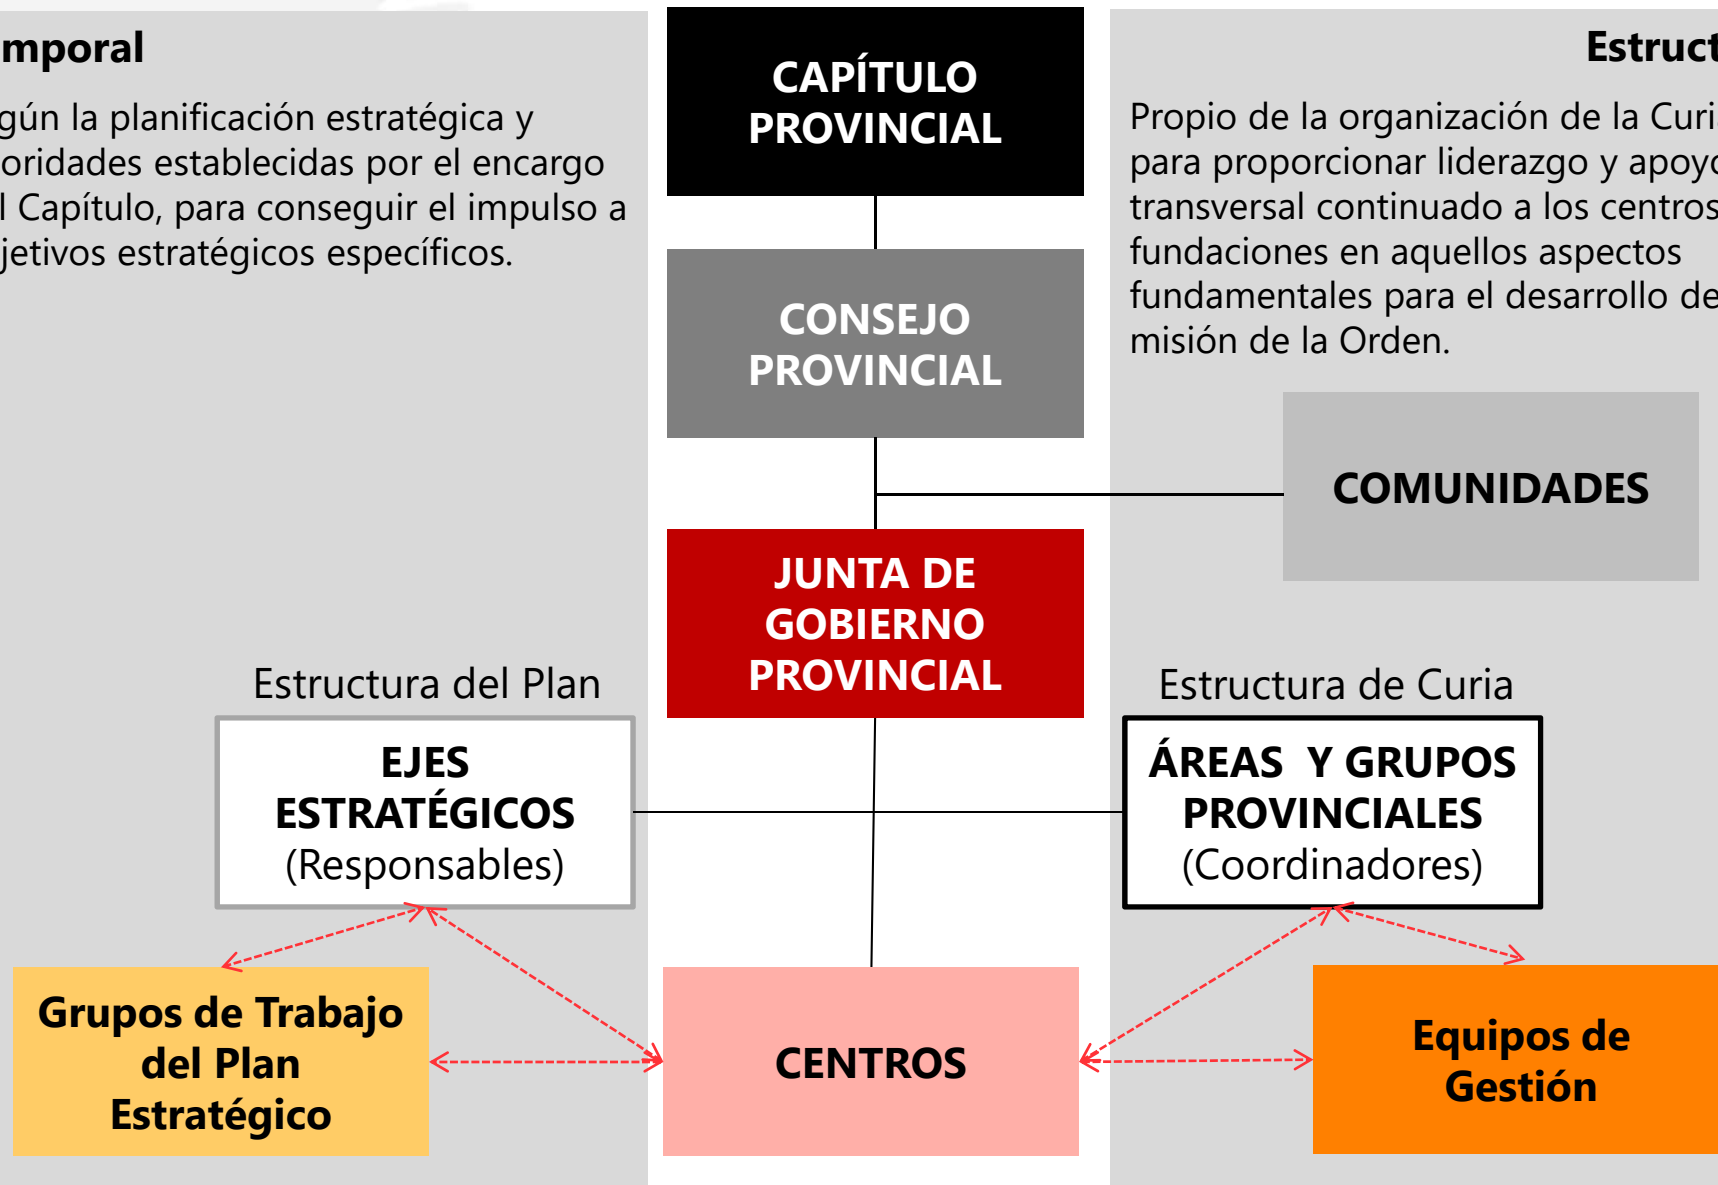 mporal
gún la planificación estratégica y
oridades establecidas por el encargo
l Capítulo, para conseguir el impulso a
jetivos estratégicos específicos.
CAPÍTULO
PROVINCIAL
Estruct
Propio de la organización de la Curia
para proporcionar liderazgo y apoyo
transversal continuado a los centros
fundaciones en aquellos aspectos
fundamentales para el desarrollo de
misión de la Orden.
CONSEJO
PROVINCIAL
COMUNIDADES
JUNTA DE
GOBIERNO
PROVINCIAL
Estructura del Plan
EJES
ESTRATÉGICOS
(Responsables)
Estructura de Curia
ÁREAS Y GRUPOS
PROVINCIALES
(Coordinadores)
Grupos de Trabajo
del Plan
Estratégico
CENTROS
Equipos de
Gestión